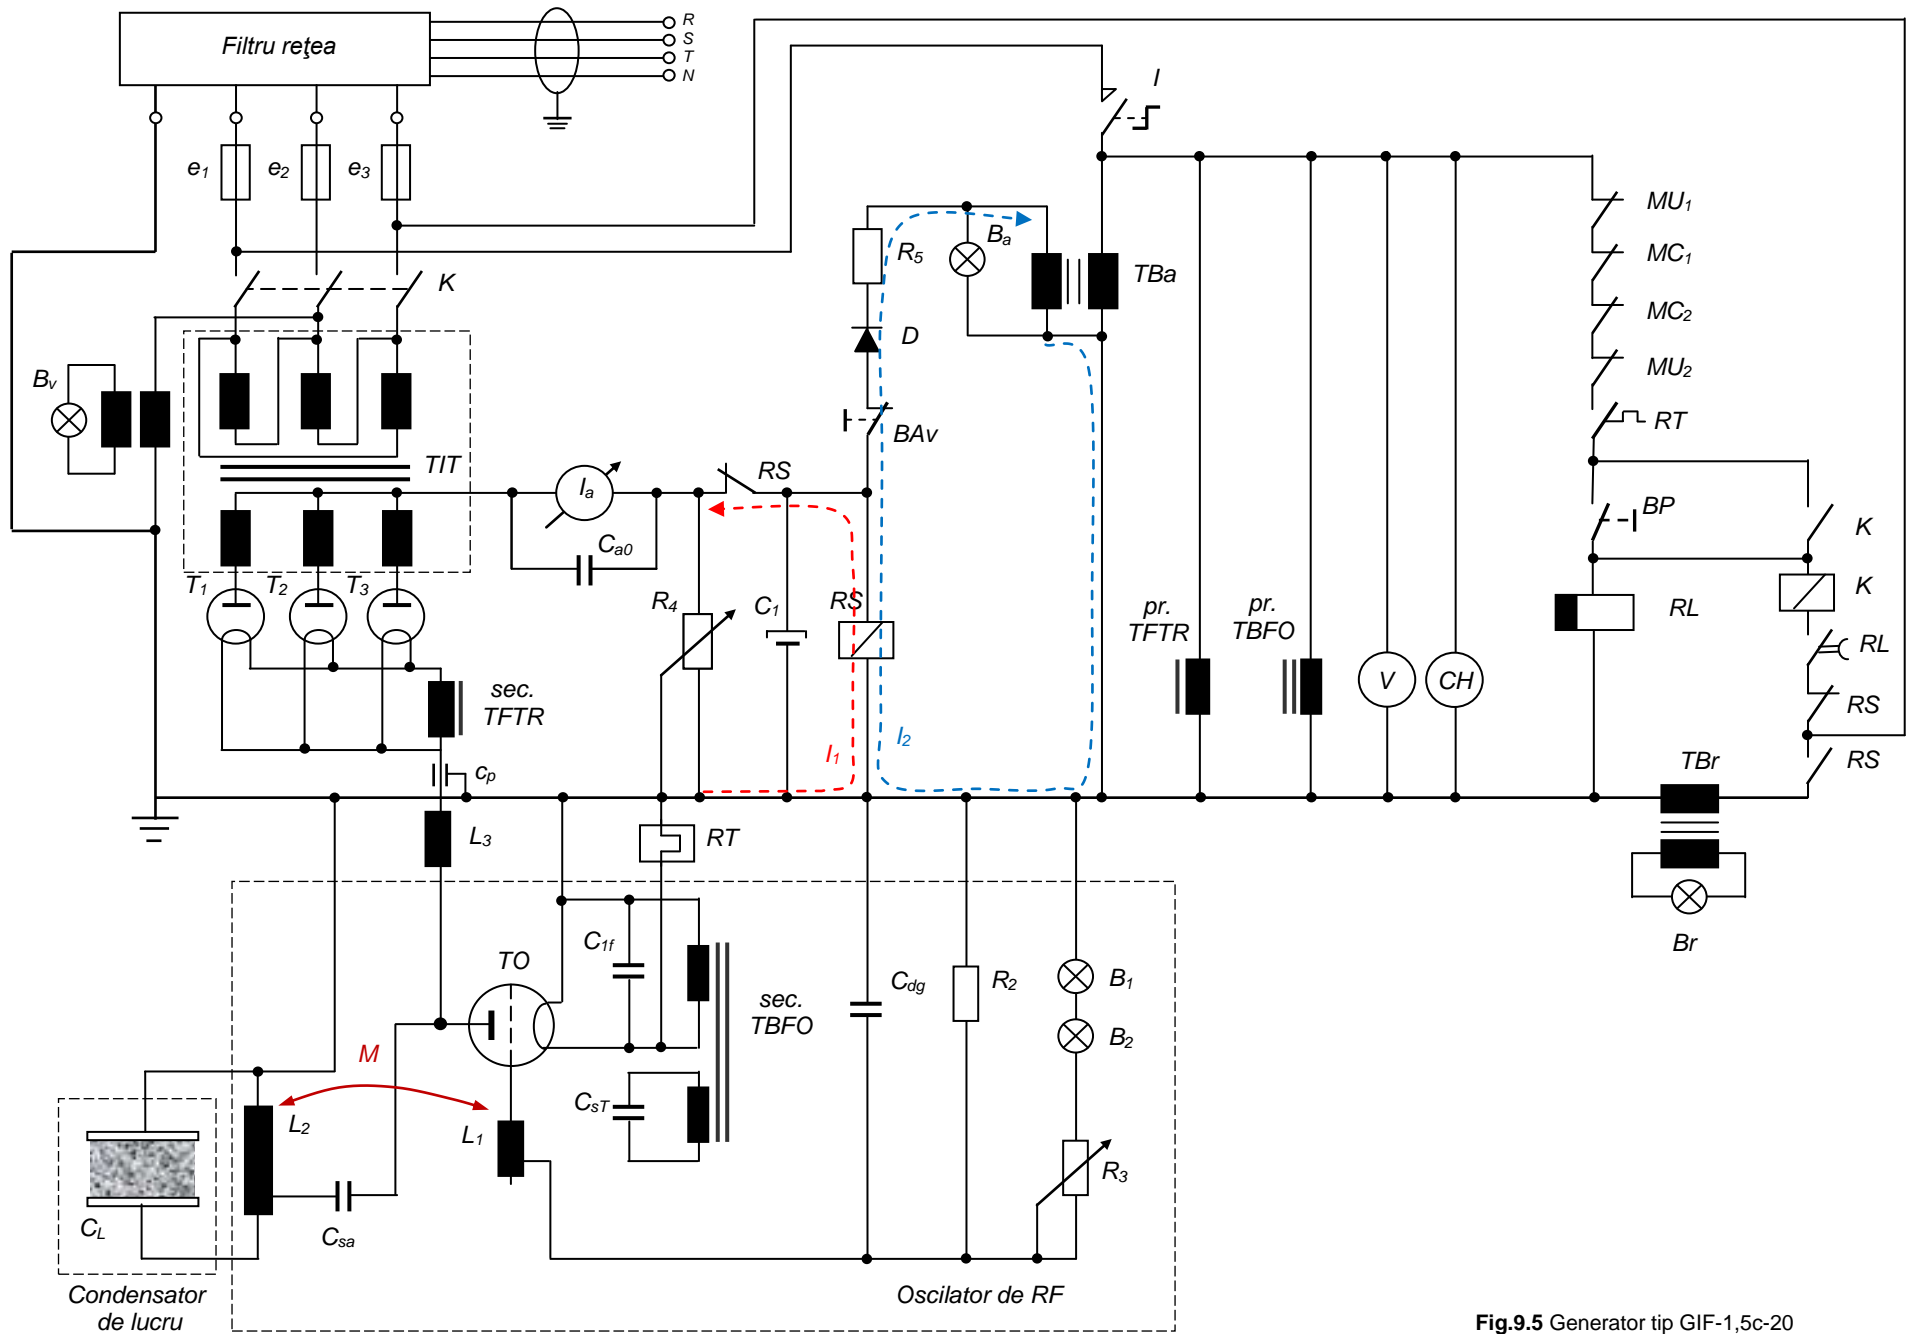 Filtru reţea
R
S
T
N
I
e1
e2
e3
K
MU1
MC1
MC2
MU2
RT
R5
Ba
TBa
D
BAv
Bv
TIT
Ia
Ca0
RS
BP
K
K
RL
RL
RS
RS
T1
T2
T3
R4
C1
RS
pr.
TFTR
pr.
TBFO
V
CH
sec.
TFTR
cp
I1
I2
TBr
Br
L3
RT
TO
C1f
sec.
TBFO
CsT
Cdg
R2
B1
B2
R3
M
L2
L1
CL
Csa
Condensator
de lucru
Oscilator de RF
Fig.9.5 Generator tip GIF-1,5c-20